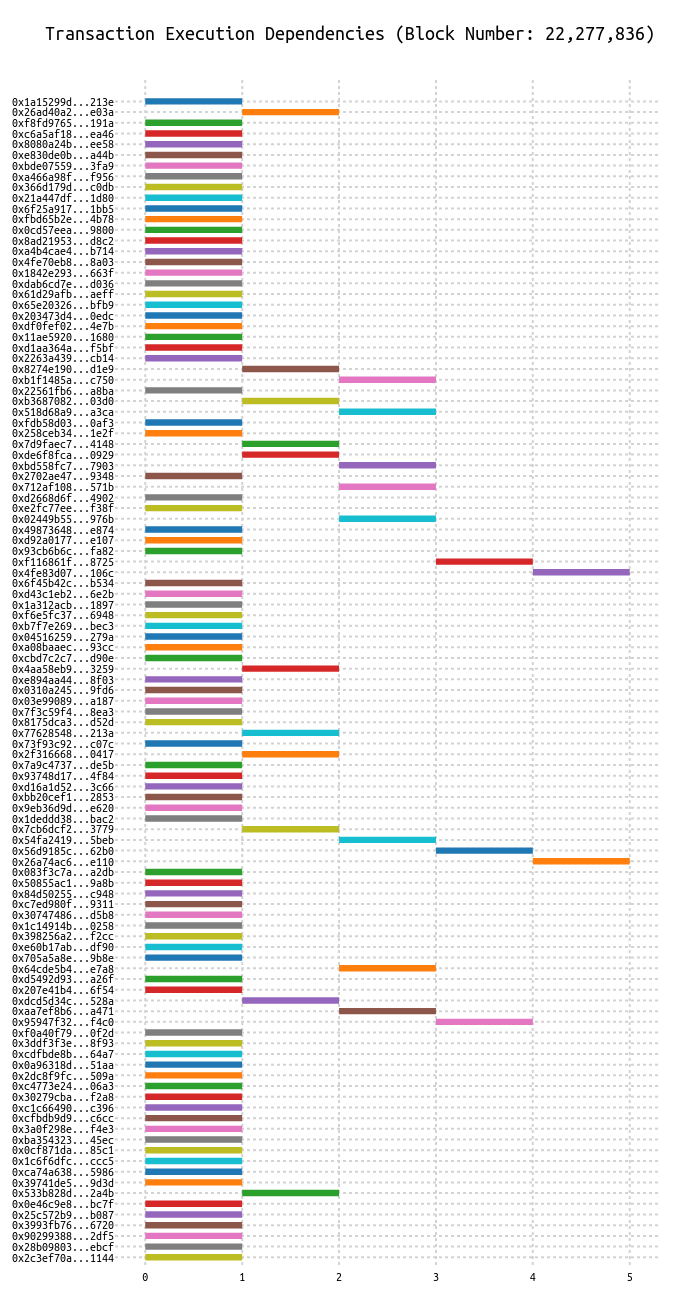 Transaction Execution Dependencies (Block Number: 22,277,836)
0x1a15299d...213e
0x26ad40a2...e03a
0xf8fd9765...191a
0xc6a5af18...ea46
0x8080a24b...ee58
0xe830de0b...a44b
0xbde07559...3fa9
0xa466a98f...f956
0x366d179d...c0db
0x21a447df...1d80
0x6f25a917...1bb5
0xfbd65b2e...4b78
0x0cd57eea...9800
0x8ad21953...d8c2
0xa4b4cae4...b714
0x4fe70eb8...8a03
0x1842e293...663f
0xdab6cd7e...d036
0x61d29afb...aeff
0x65e20326...bfb9
0x203473d4...0edc
0xdf0fef02...4e7b
0x11ae5920...1680
0xd1aa364a...f5bf
0x2263a439...cb14
0x8274e190...d1e9
0xb1f1485a...c750
0x22561fb6...a8ba
0xb3687082...03d0
0x518d68a9...a3ca
0xfdb58d03...0af3
0x258ceb34...1e2f
0x7d9faec7...4148
0xde6f8fca...0929
0xbd558fc7...7903
0x2702ae47...9348
0x712af108...571b
0xd2668d6f...4902
0xe2fc77ee...f38f
0x02449b55...976b
0x49873648...e874
0xd92a0177...e107
0x93cb6b6c...fa82
0xf116861f...8725
0x4fe83d07...106c
0x6f45b42c...b534
0xd43c1eb2...6e2b
0x1a312acb...1897
0xf6e5fc37...6948
0xb7f7e269...bec3
0x04516259...279a
0xa08baaec...93cc
0xcbd7c2c7...d90e
0x4aa58eb9...3259
0xe894aa44...8f03
0x0310a245...9fd6
0x03e99089...a187
0x7f3c59f4...8ea3
0x8175dca3...d52d
0x77628548...213a
0x73f93c92...c07c
0x2f316668...0417
0x7a9c4737...de5b
0x93748d17...4f84
0xd16a1d52...3c66
0xbb20cef1...2853
0x9eb36d9d...e620
0x1deddd38...bac2
0x7cb6dcf2...3779
0x54fa2419...5beb
0x56d9185c...62b0
0x26a74ac6...e110
0x083f3c7a...a2db
0x50855ac1...9a8b
0x84d50255...c948
0xc7ed980f...9311
0x30747486...d5b8
0x1c14914b...0258
0x398256a2...f2cc
0xe60b17ab...df90
0x705a5a8e...9b8e
0x64cde5b4...e7a8
0xd5492d93...a26f
0x207e41b4...6f54
0xdcd5d34c...528a
0xaa7ef8b6...a471
0x95947f32...f4c0
0xf0a40f79...0f2d
0x3ddf3f3e...8f93
0xcdfbde8b...64a7
0x0a96318d...51aa
0x2dc8f9fc...509a
0xc4773e24...06a3
0x30279cba...f2a8
0xc1c66490...c396
0xcfbdb9d9...c6cc
0x3a0f298e...f4e3
0xba354323...45ec
0x0cf871da...85c1
0x1c6f6dfc...ccc5
0xca74a638...5986
0x39741de5...9d3d
0x533b828d...2a4b
0x0e46c9e8...bc7f
0x25c572b9...b087
0x3993fb76...6720
0x90299388...2df5
0x28b09803...ebcf
0x2c3ef70a...1144
0 1 2 3 4 5